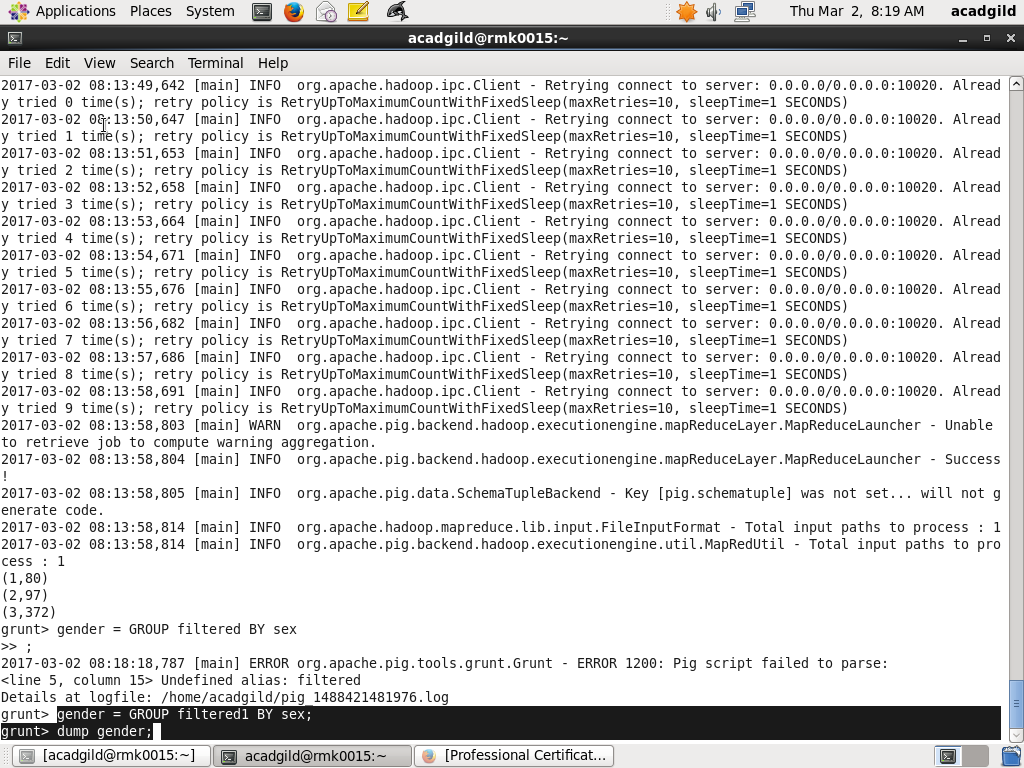 Applications Places System Thu Mar 2, 8:19 AM acadgild
acadgild@rmk0015:~
File Edit View Search Terminal Help
2017-03-02 08:13:49,642 [main] INFO  org.apache.hadoop.ipc.Client - Retrying connect to server: 0.0.0.0/0.0.0.0:10020. Alread
y tried 0 time(s); retry policy is RetryUpToMaximumCountWithFixedSleep(maxRetries=10, sleepTime=1 SECONDS)
2017-03-02 08:13:50,647 [main] INFO  org.apache.hadoop.ipc.Client - Retrying connect to server: 0.0.0.0/0.0.0.0:10020. Alread
y tried 1 time(s); retry policy is RetryUpToMaximumCountWithFixedSleep(maxRetries=10, sleepTime=1 SECONDS)
2017-03-02 08:13:51,653 [main] INFO  org.apache.hadoop.ipc.Client - Retrying connect to server: 0.0.0.0/0.0.0.0:10020. Alread
y tried 2 time(s); retry policy is RetryUpToMaximumCountWithFixedSleep(maxRetries=10, sleepTime=1 SECONDS)
2017-03-02 08:13:52,658 [main] INFO  org.apache.hadoop.ipc.Client - Retrying connect to server: 0.0.0.0/0.0.0.0:10020. Alread
y tried 3 time(s); retry policy is RetryUpToMaximumCountWithFixedSleep(maxRetries=10, sleepTime=1 SECONDS)
2017-03-02 08:13:53,664 [main] INFO  org.apache.hadoop.ipc.Client - Retrying connect to server: 0.0.0.0/0.0.0.0:10020. Alread
y tried 4 time(s); retry policy is RetryUpToMaximumCountWithFixedSleep(maxRetries=10, sleepTime=1 SECONDS)
2017-03-02 08:13:54,671 [main] INFO  org.apache.hadoop.ipc.Client - Retrying connect to server: 0.0.0.0/0.0.0.0:10020. Alread
y tried 5 time(s); retry policy is RetryUpToMaximumCountWithFixedSleep(maxRetries=10, sleepTime=1 SECONDS)
2017-03-02 08:13:55,676 [main] INFO  org.apache.hadoop.ipc.Client - Retrying connect to server: 0.0.0.0/0.0.0.0:10020. Alread
y tried 6 time(s); retry policy is RetryUpToMaximumCountWithFixedSleep(maxRetries=10, sleepTime=1 SECONDS)
2017-03-02 08:13:56,682 [main] INFO  org.apache.hadoop.ipc.Client - Retrying connect to server: 0.0.0.0/0.0.0.0:10020. Alread
y tried 7 time(s); retry policy is RetryUpToMaximumCountWithFixedSleep(maxRetries=10, sleepTime=1 SECONDS)
2017-03-02 08:13:57,686 [main] INFO  org.apache.hadoop.ipc.Client - Retrying connect to server: 0.0.0.0/0.0.0.0:10020. Alread
y tried 8 time(s); retry policy is RetryUpToMaximumCountWithFixedSleep(maxRetries=10, sleepTime=1 SECONDS)
2017-03-02 08:13:58,691 [main] INFO  org.apache.hadoop.ipc.Client - Retrying connect to server: 0.0.0.0/0.0.0.0:10020. Alread
y tried 9 time(s); retry policy is RetryUpToMaximumCountWithFixedSleep(maxRetries=10, sleepTime=1 SECONDS)
2017-03-02 08:13:58,803 [main] WARN  org.apache.pig.backend.hadoop.executionengine.mapReduceLayer.MapReduceLauncher - Unable
to retrieve job to compute warning aggregation.
2017-03-02 08:13:58,804 [main] INFO  org.apache.pig.backend.hadoop.executionengine.mapReduceLayer.MapReduceLauncher - Success
!
2017-03-02 08:13:58,805 [main] INFO  org.apache.pig.data.SchemaTupleBackend - Key [pig.schematuple] was not set... will not g
enerate code.
2017-03-02 08:13:58,814 [main] INFO  org.apache.hadoop.mapreduce.lib.input.FileInputFormat - Total input paths to process : 1
2017-03-02 08:13:58,814 [main] INFO  org.apache.pig.backend.hadoop.executionengine.util.MapRedUtil - Total input paths to pro
cess : 1
(1,80)
(2,97)
(3,372)
grunt> gender = GROUP filtered BY sex
>> ;
2017-03-02 08:18:18,787 [main] ERROR org.apache.pig.tools.grunt.Grunt - ERROR 1200: Pig script failed to parse:
<line 5, column 15> Undefined alias: filtered
Details at logfile: /home/acadgild/pig_1488421481976.log
grunt> gender = GROUP filtered1 BY sex;
grunt> dump gender;
[acadgild@rmk0015:~] acadgild@rmk0015:~ [Professional Certificat...